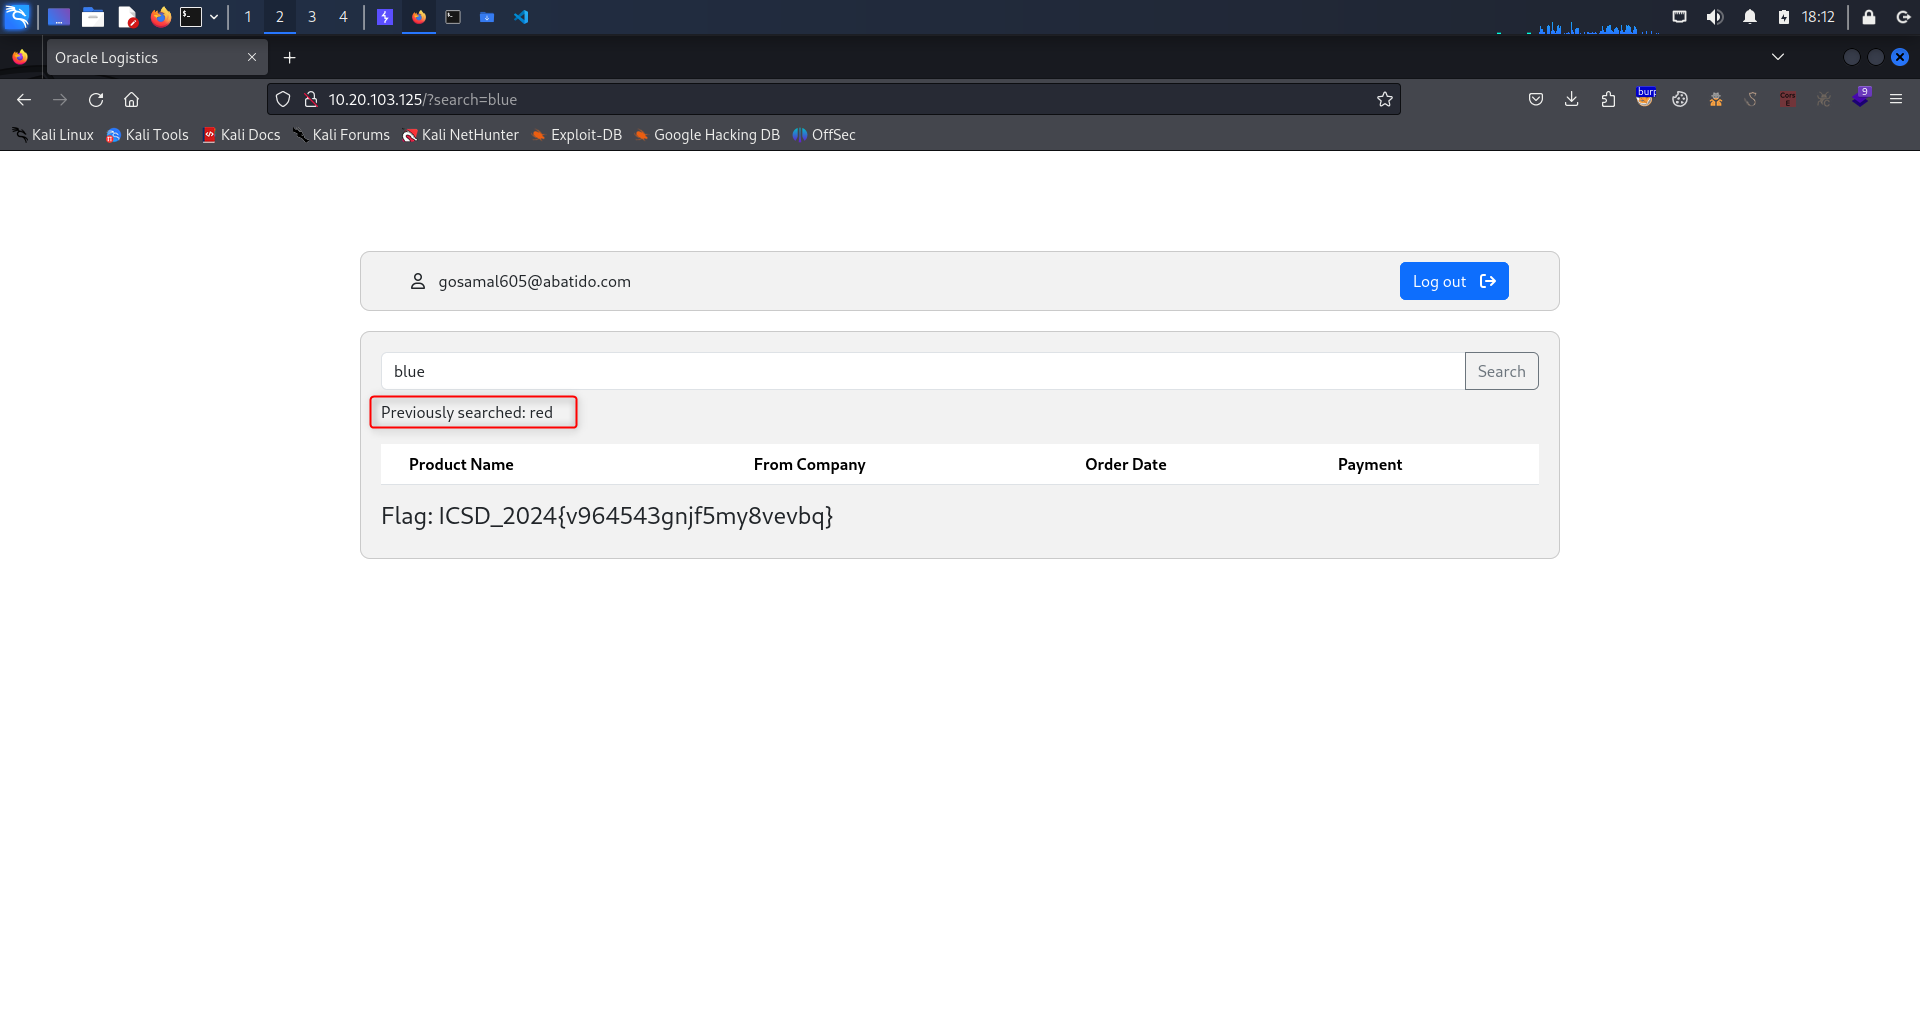 1 2 3 4 18:12
Oracle Logistics
10.20.103.125/?search=blue
burp
9
Kali Linux Kali Tools Kali Docs Kali Forums Kali NetHunter Exploit-DB Google Hacking DB OffSec
gosamal605@abatido.com Log out
blue Search
Previously searched: red
Product Name From Company Order Date Payment
Flag: ICSD_2024{v964543gnjf5my8vevbq}